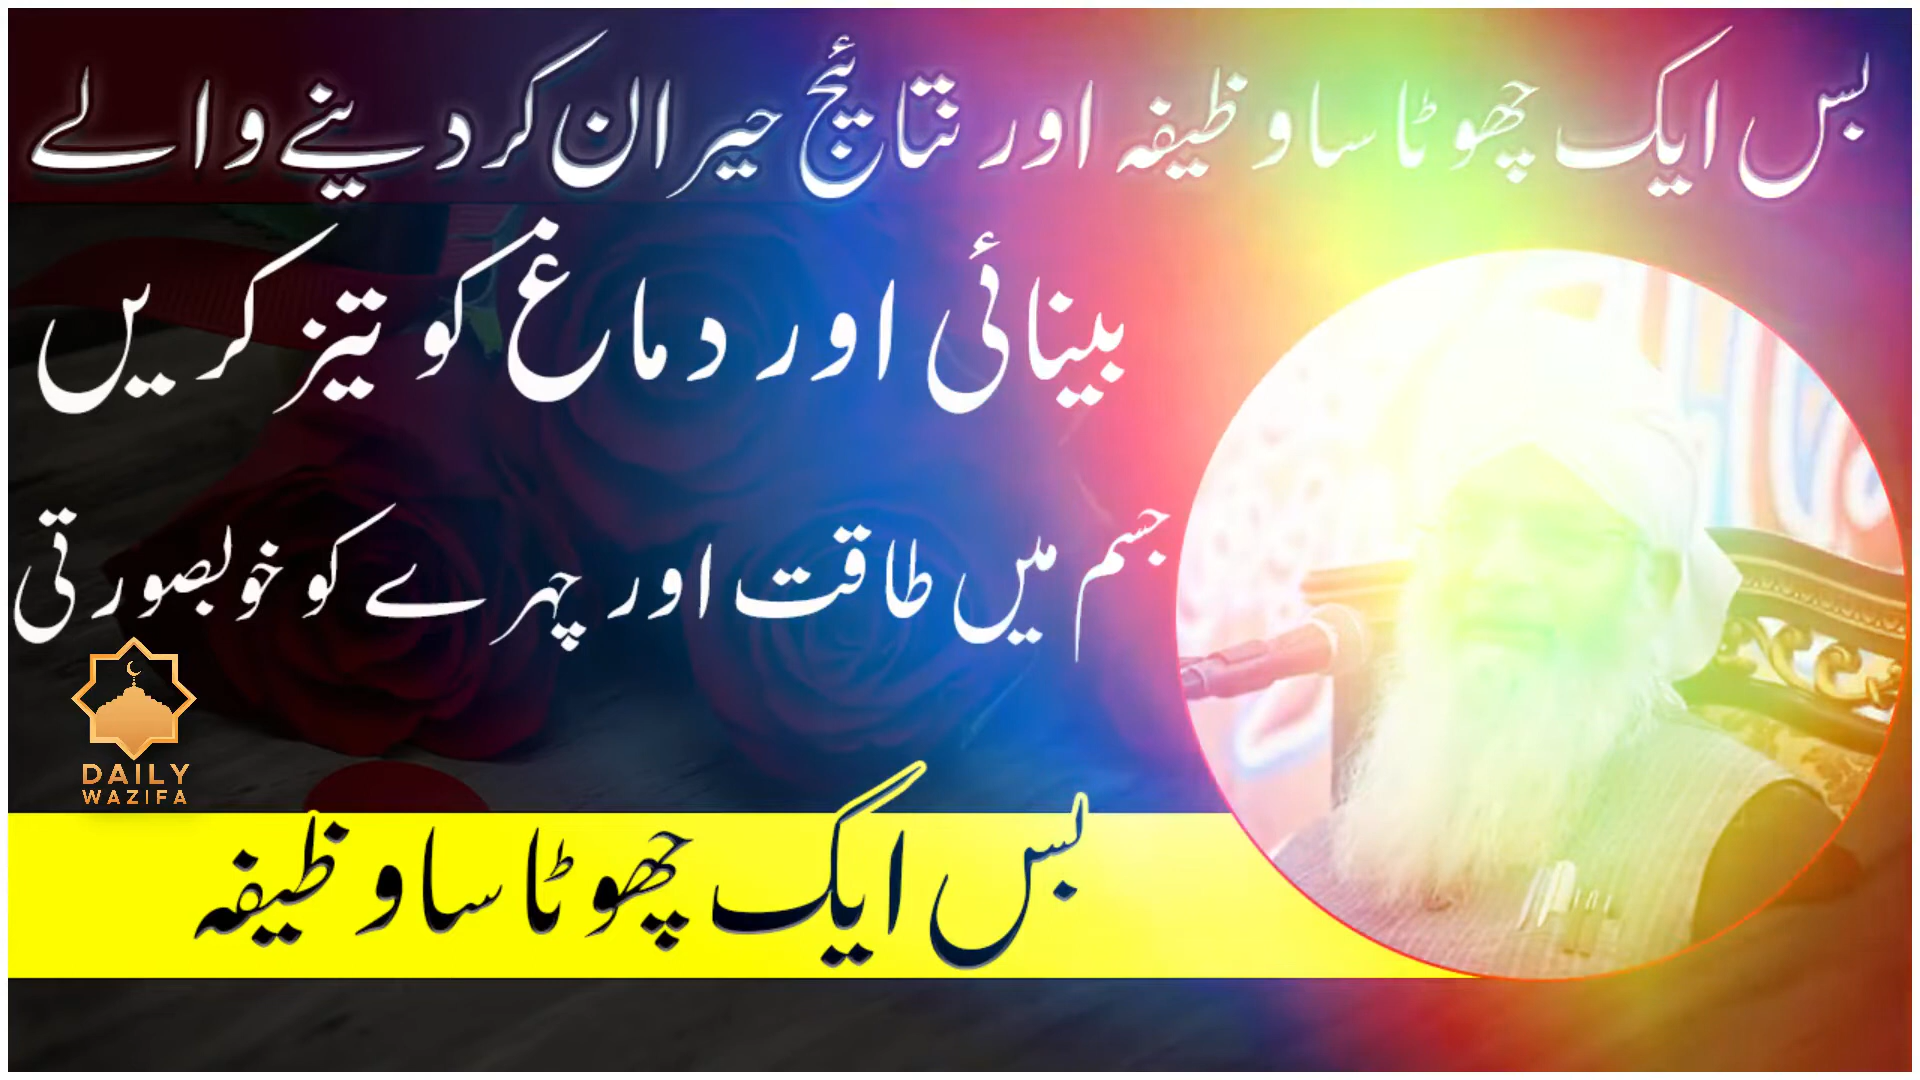 بس ایک چھوٹا سا وظیفہ اور نتائیج حیران کر دینے والے
بینائی اور دماغ کو تیز کریں
جسم میں طاقت اور چہرے کو خوبصورتی
DAILY
WAZIFA
بس ایک چھوٹا سا وظیفہ